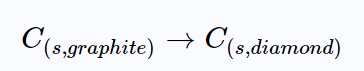 C(s,graphite) → C(s,diamond)